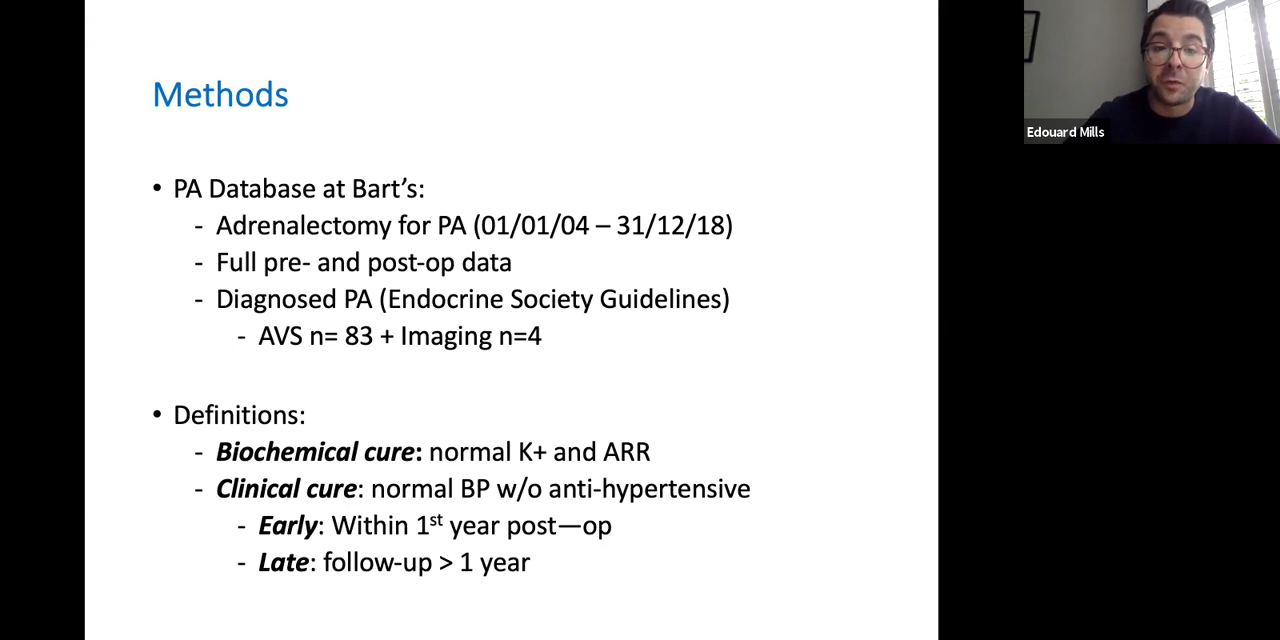 Methods
• PA Database at Bart’s:
- Adrenalectomy for PA (01/01/04 – 31/12/18)
- Full pre- and post-op data
- Diagnosed PA (Endocrine Society Guidelines)
- AVS n= 83 + Imaging n=4
• Definitions:
- Biochemical cure: normal K+ and ARR
- Clinical cure: normal BP w/o anti-hypertensive
- Early: Within 1st year post—op
- Late: follow-up > 1 year
Edouard Mills